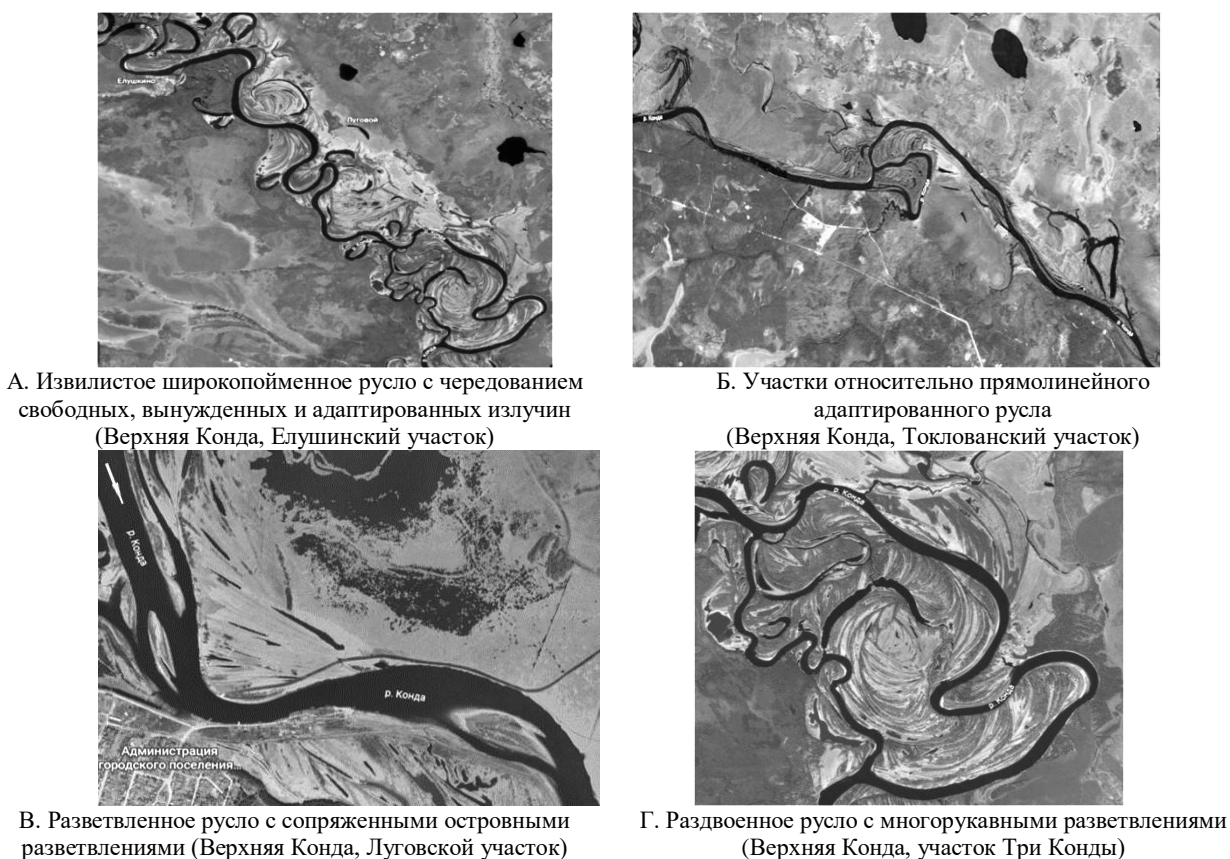 Елушкино
Луговой
р. Конда
р. Конда
А. Извилистое широкопойменное русло с чередованием
свободных, вынужденных и адаптированных излучин
(Верхняя Конда, Елушинский участок)
Б. Участки относительно прямолинейного
адаптированного русла
(Верхняя Конда, Токлованский участок)
р. Конда
р. Конда
Администрация
городского поселения...
р. Конда
р. Конда
В. Разветвленное русло с сопряженными островными
разветвлениями (Верхняя Конда, Луговской участок)
Г. Раздвоенное русло с многорукавными разветвлениями
(Верхняя Конда, участок Три Конды)